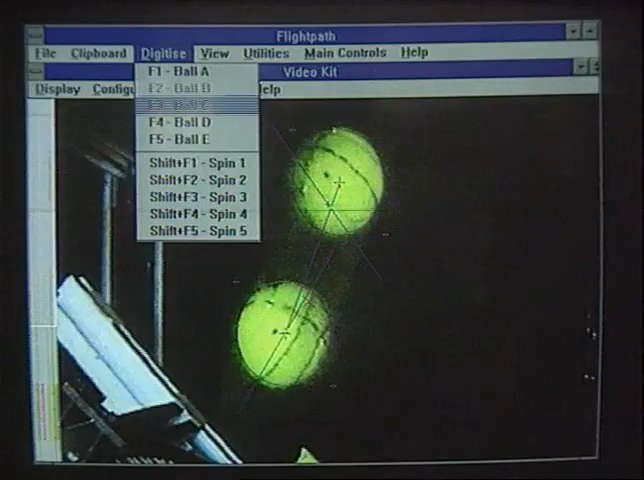 Flightpath
File Clipboard Digitise View Utilities Main Controls Help
Video Kit
Display Configu elp
F1 - Ball A
F2 - Ball B
F3 - Ball C
F4 - Ball D
F5 - Ball E
Shift+F1 - Spin 1
Shift+F2 - Spin 2
Shift+F3 - Spin 3
Shift+F4 - Spin 4
Shift+F5 - Spin 5